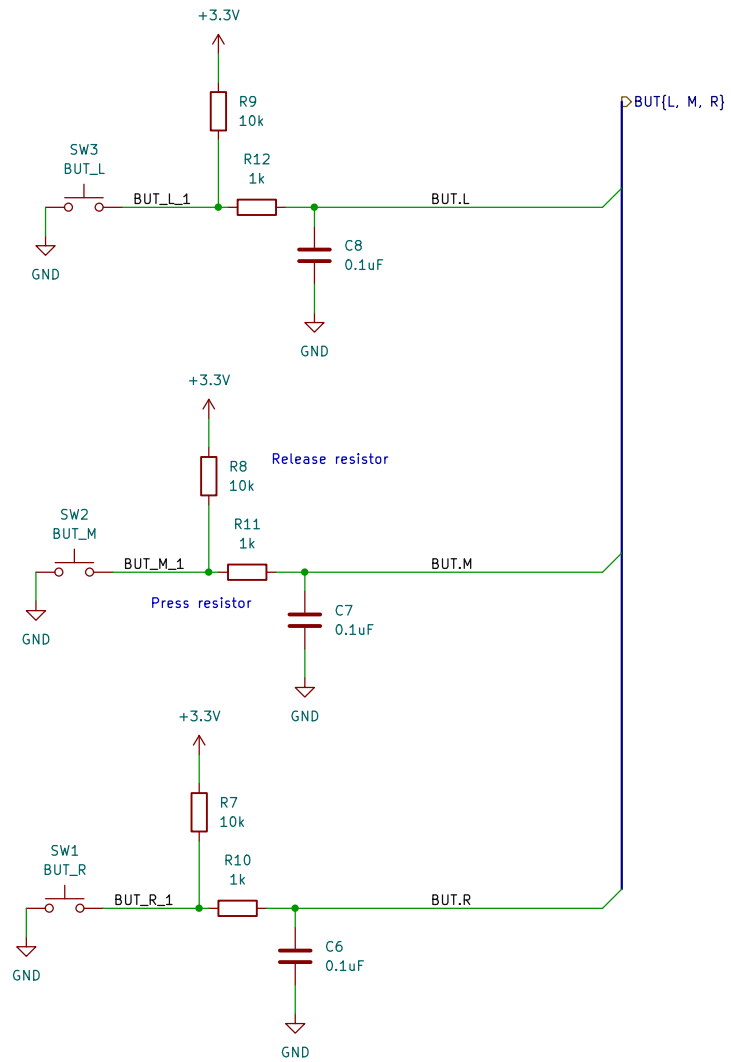 +3.3V
R9
10k
BUT{L, M, R}
SW3
BUT_L
R12
1k
BUT_L_1
BUT.L
C8
0.1uF
GND
GND
+3.3V
R8
10k
Release resistor
SW2
BUT_M
R11
1k
BUT_M_1
BUT.M
Press resistor
C7
0.1uF
GND
GND
+3.3V
R7
10k
SW1
BUT_R
R10
1k
BUT_R_1
BUT.R
C6
0.1uF
GND
GND